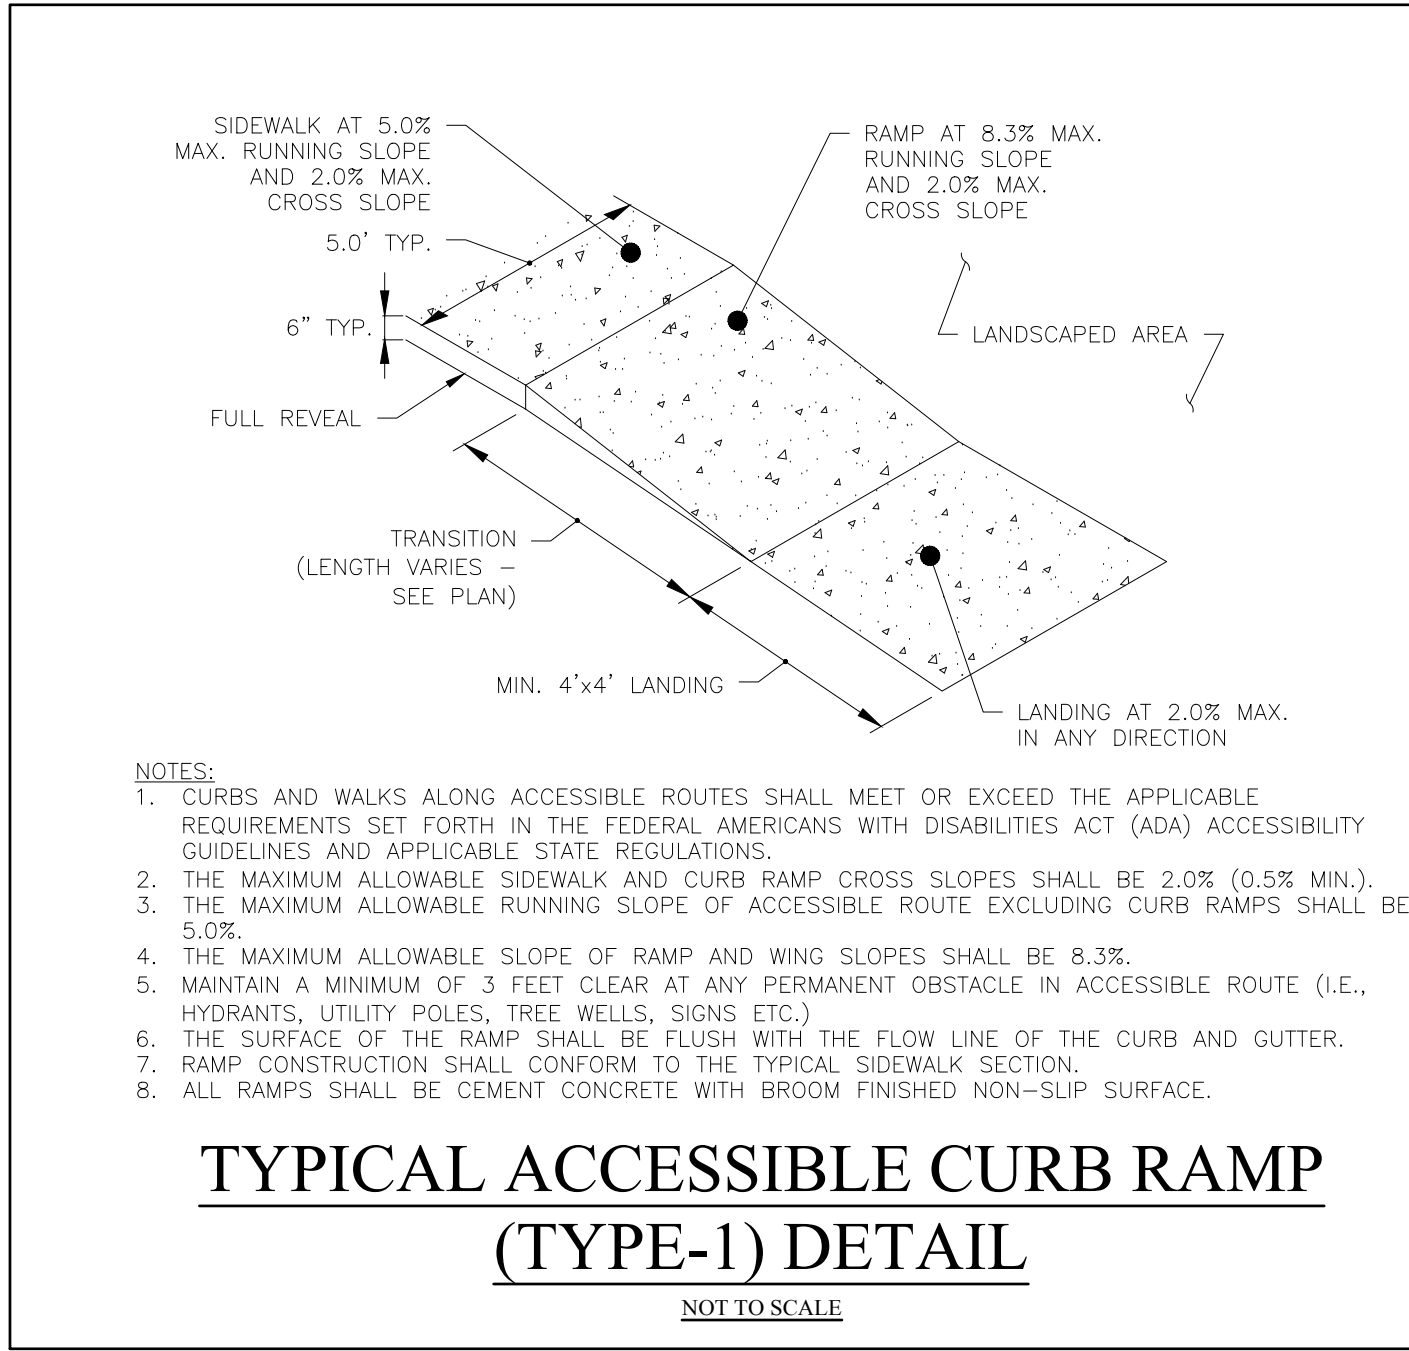 SIDEWALK AT 5.0%
MAX. RUNNING SLOPE
AND 2.0% MAX.
CROSS SLOPE
5.0' TYP.
6" TYP.
FULL REVEAL
RAMP AT 8.3% MAX.
RUNNING SLOPE
AND 2.0% MAX.
CROSS SLOPE
LANDSCAPED AREA
TRANSITION
(LENGTH VARIES –
SEE PLAN)
MIN. 4'x4' LANDING
LANDING AT 2.0% MAX.
IN ANY DIRECTION
NOTES:
1. CURBS AND WALKS ALONG ACCESSIBLE ROUTES SHALL MEET OR EXCEED THE APPLICABLE
REQUIREMENTS SET FORTH IN THE FEDERAL AMERICANS WITH DISABILITIES ACT (ADA) ACCESSIBILITY
GUIDELINES AND APPLICABLE STATE REGULATIONS.
2. THE MAXIMUM ALLOWABLE SIDEWALK AND CURB RAMP CROSS SLOPES SHALL BE 2.0% (0.5% MIN.).
3. THE MAXIMUM ALLOWABLE RUNNING SLOPE OF ACCESSIBLE ROUTE EXCLUDING CURB RAMPS SHALL BE
5.0%.
4. THE MAXIMUM ALLOWABLE SLOPE OF RAMP AND WING SLOPES SHALL BE 8.3%.
5. MAINTAIN A MINIMUM OF 3 FEET CLEAR AT ANY PERMANENT OBSTACLE IN ACCESSIBLE ROUTE (I.E.,
HYDRANTS, UTILITY POLES, TREE WELLS, SIGNS ETC.)
6. THE SURFACE OF THE RAMP SHALL BE FLUSH WITH THE FLOW LINE OF THE CURB AND GUTTER.
7. RAMP CONSTRUCTION SHALL CONFORM TO THE TYPICAL SIDEWALK SECTION.
8. ALL RAMPS SHALL BE CEMENT CONCRETE WITH BROOM FINISHED NON–SLIP SURFACE.
TYPICAL ACCESSIBLE CURB RAMP
(TYPE-1) DETAIL
NOT TO SCALE